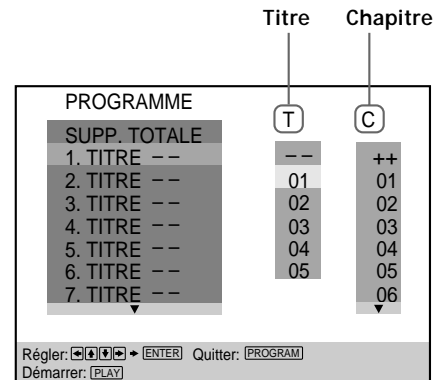 Titre Chapitre
PROGRAMME
T C
SUPP. TOTALE
1. TITRE – – – – ++
2. TITRE – – 01 01
3. TITRE – – 02 02
4. TITRE – – 03 03
5. TITRE – – 04 04
6. TITRE – – 05 05
7. TITRE – – 06
Régler: ←↑↓→ → ENTER Quitter: PROGRAM
Démarrer: PLAY